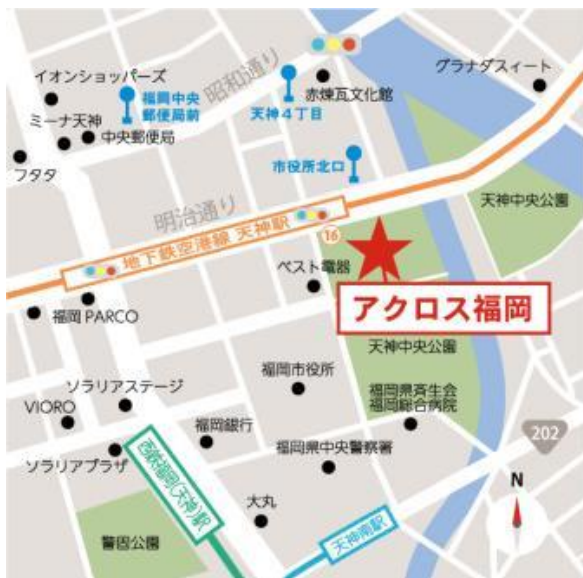 グラナダスィート
イオンショッパーズ
昭和通り
赤煉瓦文化館
福岡中央
郵便局前
天神4丁目
ミーナ天神
中央郵便局
市役所北口
フタタ
天神中央公園
明治通り
16
地下鉄空港線 天神駅
ベスト電器
アクロス福岡
福岡PARCO
天神中央公園
福岡市役所
ソラリアステージ
福岡県済生会
福岡総合病院
VIORO
福岡銀行
202
ソラリアプラザ
西鉄福岡(天神)駅
福岡県中央警察署
N
大丸
天神南駅
警固公園